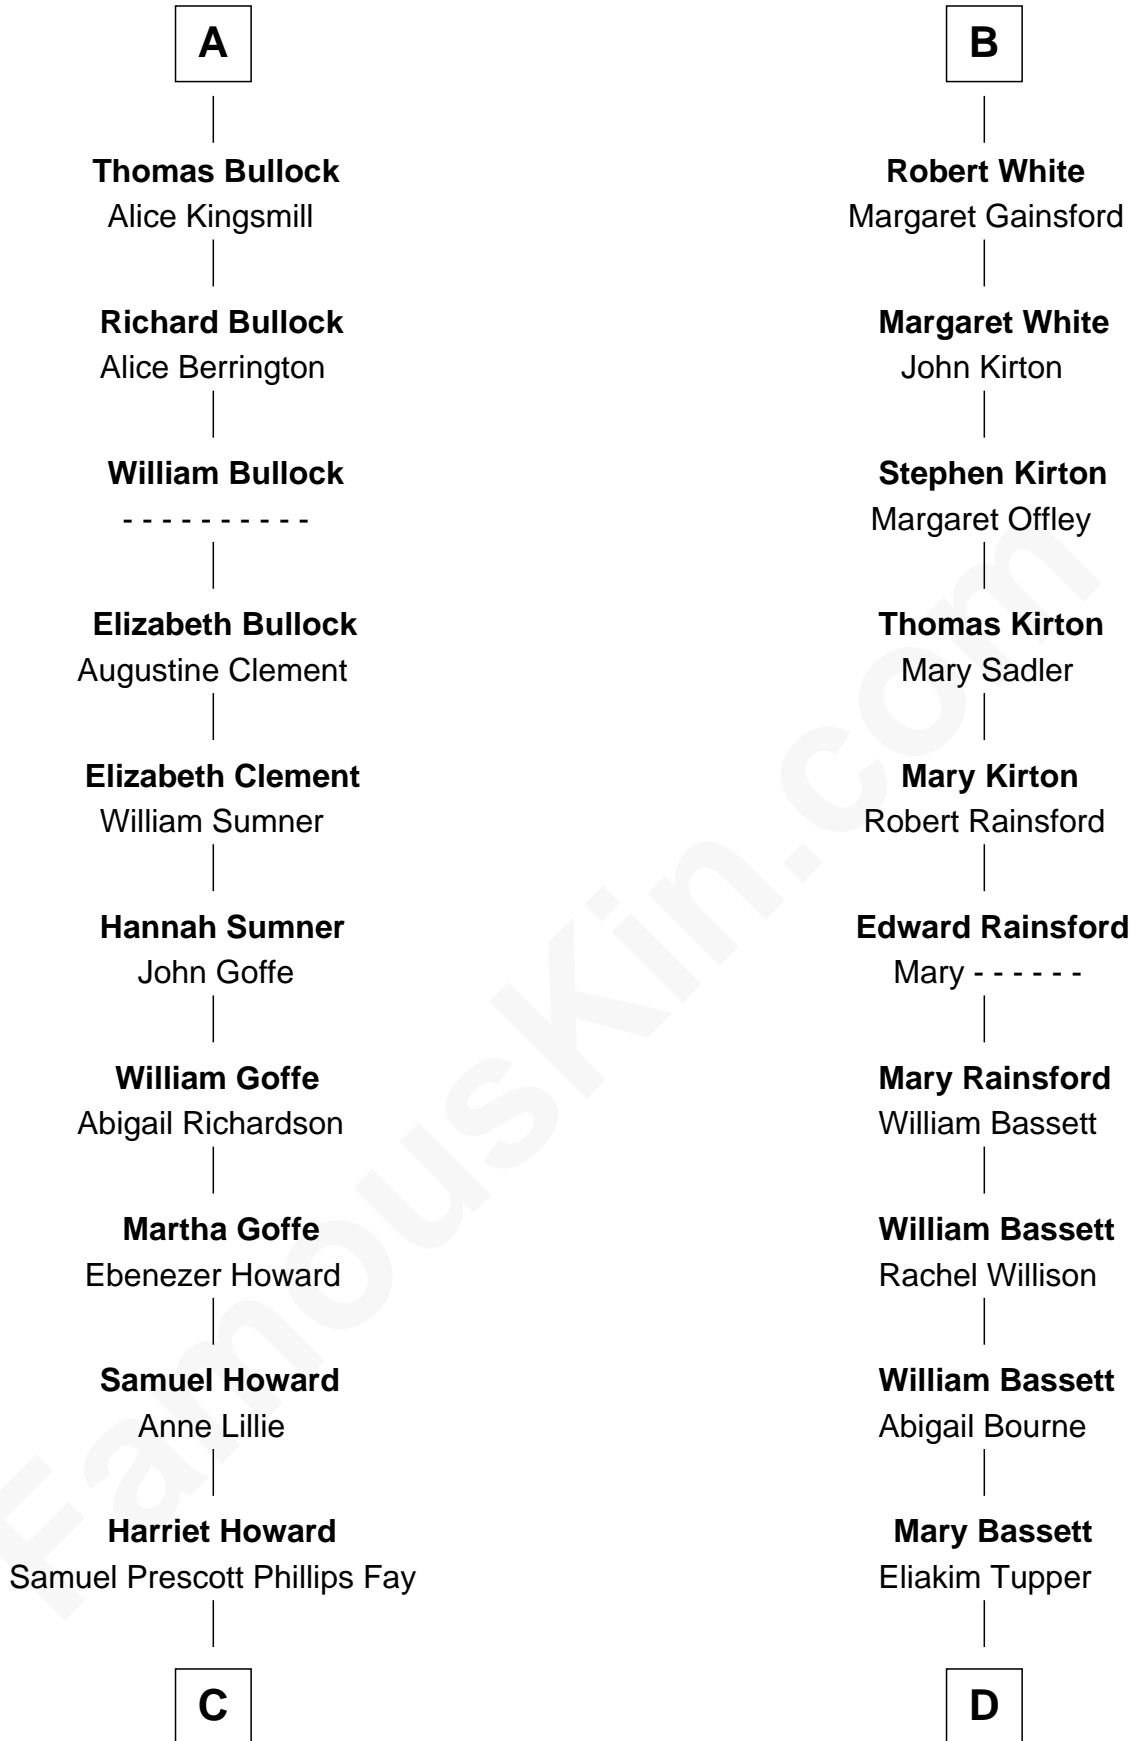 A
Thomas Bullock
Alice Kingsmill
Richard Bullock
Alice Berrington
William Bullock
- - - - - - - - - -
Elizabeth Bullock
Augustine Clement
Elizabeth Clement
William Sumner
Hannah Sumner
John Goffe
William Goffe
Abigail Richardson
Martha Goffe
Ebenezer Howard
Samuel Howard
Anne Lillie
Harriet Howard
Samuel Prescott Phillips Fay
C
B
Robert White
Margaret Gainsford
Margaret White
John Kirton
Stephen Kirton
Margaret Offley
Thomas Kirton
Mary Sadler
Mary Kirton
Robert Rainsford
Edward Rainsford
Mary - - - - - -
Mary Rainsford
William Bassett
William Bassett
Rachel Willison
William Bassett
Abigail Bourne
Mary Bassett
Eliakim Tupper
D
FamousKin.com